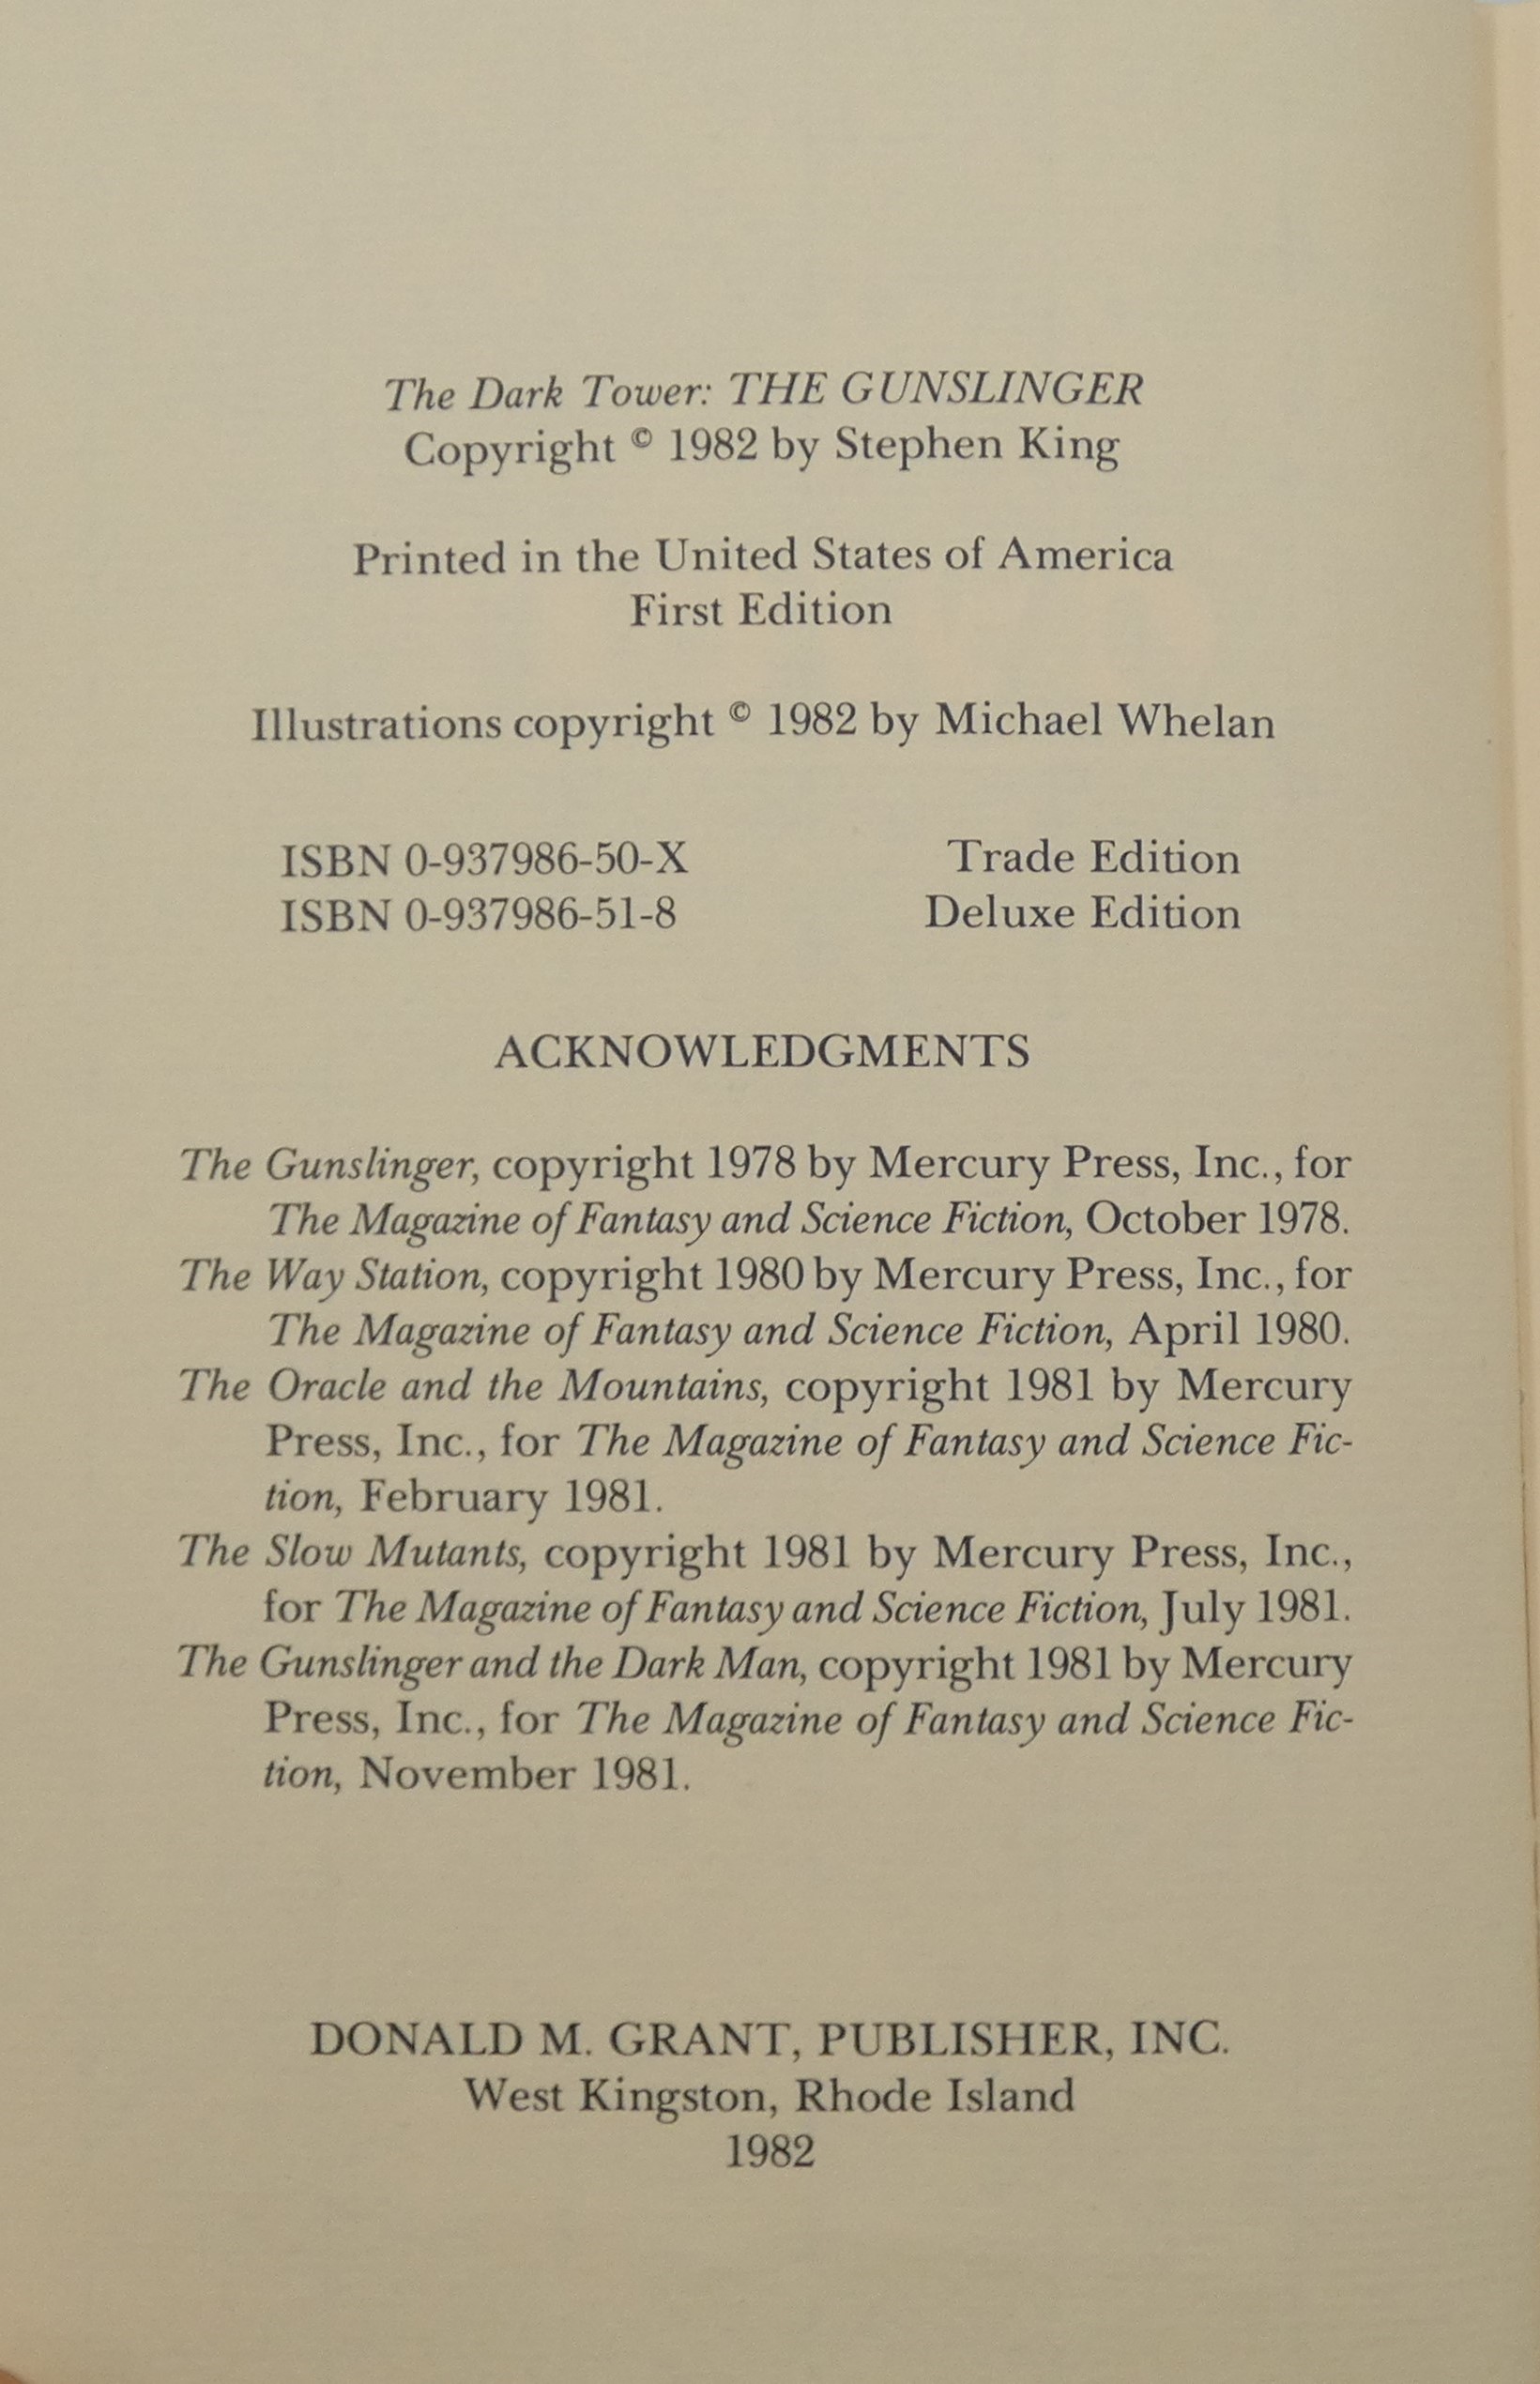 The Dark Tower: THE GUNSLINGER
Copyright © 1982 by Stephen King
Printed in the United States of America
First Edition
Illustrations copyright © 1982 by Michael Whelan
ISBN 0-937986-50-X Trade Edition
ISBN 0-937986-51-8 Deluxe Edition
ACKNOWLEDGMENTS
The Gunslinger, copyright 1978 by Mercury Press, Inc., for
The Magazine of Fantasy and Science Fiction, October 1978.
The Way Station, copyright 1980 by Mercury Press, Inc., for
The Magazine of Fantasy and Science Fiction, April 1980.
The Oracle and the Mountains, copyright 1981 by Mercury
Press, Inc., for The Magazine of Fantasy and Science Fic-
tion, February 1981.
The Slow Mutants, copyright 1981 by Mercury Press, Inc.,
for The Magazine of Fantasy and Science Fiction, July 1981.
The Gunslinger and the Dark Man, copyright 1981 by Mercury
Press, Inc., for The Magazine of Fantasy and Science Fic-
tion, November 1981.
DONALD M. GRANT, PUBLISHER, INC.
West Kingston, Rhode Island
1982